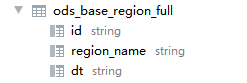 ods_base_region_full
id string
region_name string
dt string